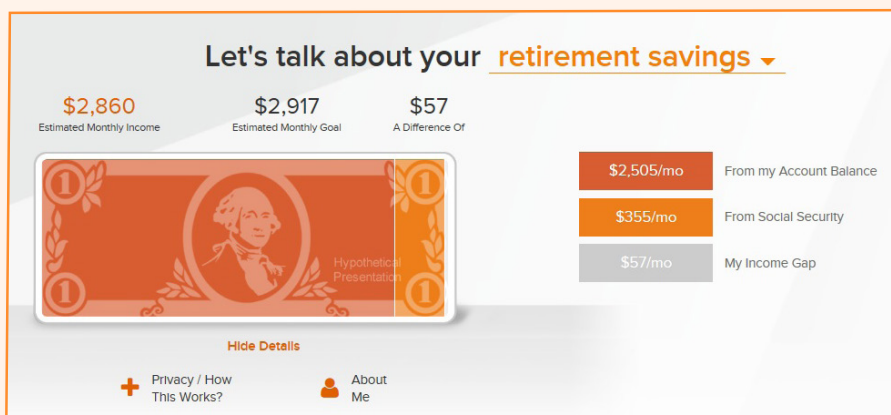 Let's talk about your retirement savings
$2,860
Estimated Monthly Income
$2,917
Estimated Monthly Goal
$57
A Difference Of
1
1
1
1
Hypothetical
Presentation
$2,505/mo
From my Account Balance
$355/mo
From Social Security
$57/mo
My Income Gap
Hide Details
Privacy / How
This Works?
About
Me